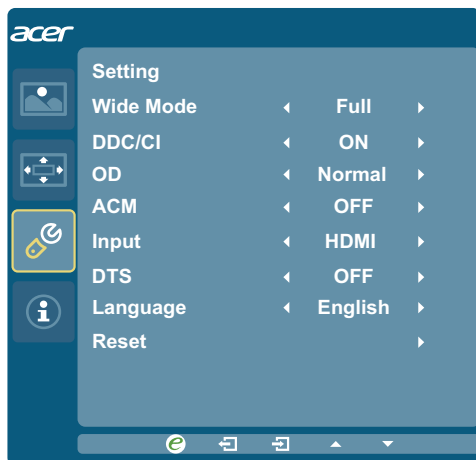 acer
Setting
Wide Mode Full
DDC/CI ON
OD Normal
ACM OFF
Input HDMI
DTS OFF
Language English
Reset
e